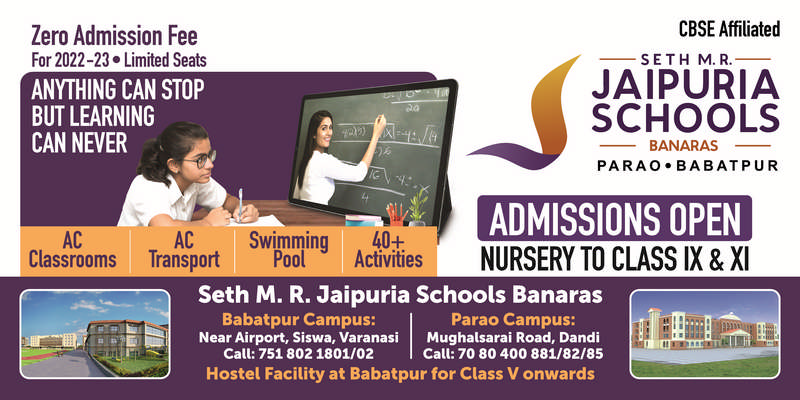 Zero Admission Fee
For 2022-23 • Limited Seats
ANYTHING CAN STOP
BUT LEARNING
CAN NEVER
CBSE Affiliated
SETH M. R.
JAIPURIA
SCHOOLS
BANARAS
PARAO • BABATPUR
AC
Classrooms
AC
Transport
Swimming
Pool
40+
Activities
ADMISSIONS OPEN
NURSERY TO CLASS IX & XI
Seth M. R. Jaipuria Schools Banaras
Babatpur Campus:
Near Airport, Siswa, Varanasi
Call: 751 802 1801/02
Parao Campus:
Mughalsarai Road, Dandi
Call: 70 80 400 881/82/85
Hostel Facility at Babatpur for Class V onwards